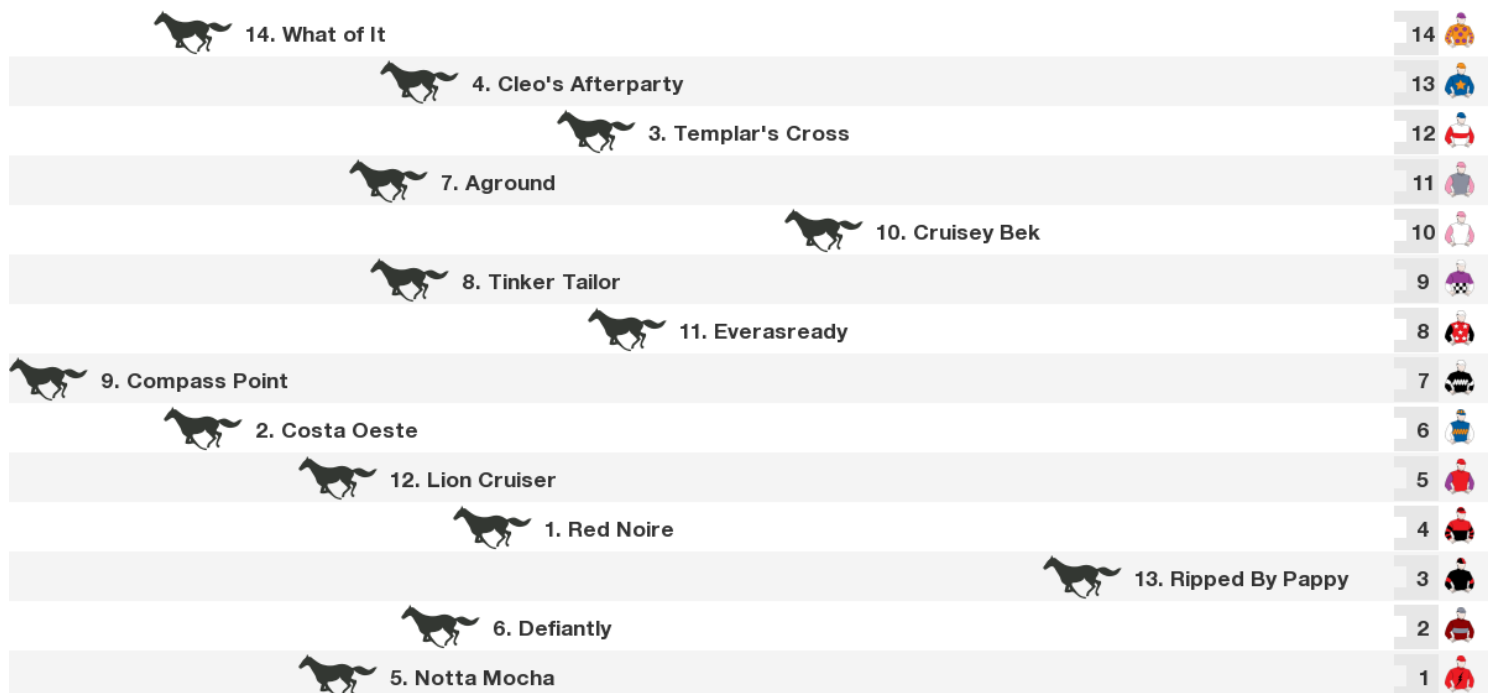 14. What of It 14
4. Cleo's Afterparty 13
3. Templar's Cross 12
7. Aground 11
10. Cruisey Bek 10
8. Tinker Tailor 9
11. Everasready 8
9. Compass Point 7
2. Costa Oeste 6
12. Lion Cruiser 5
1. Red Noire 4
13. Ripped By Pappy 3
6. Defiantly 2
5. Notta Mocha 1